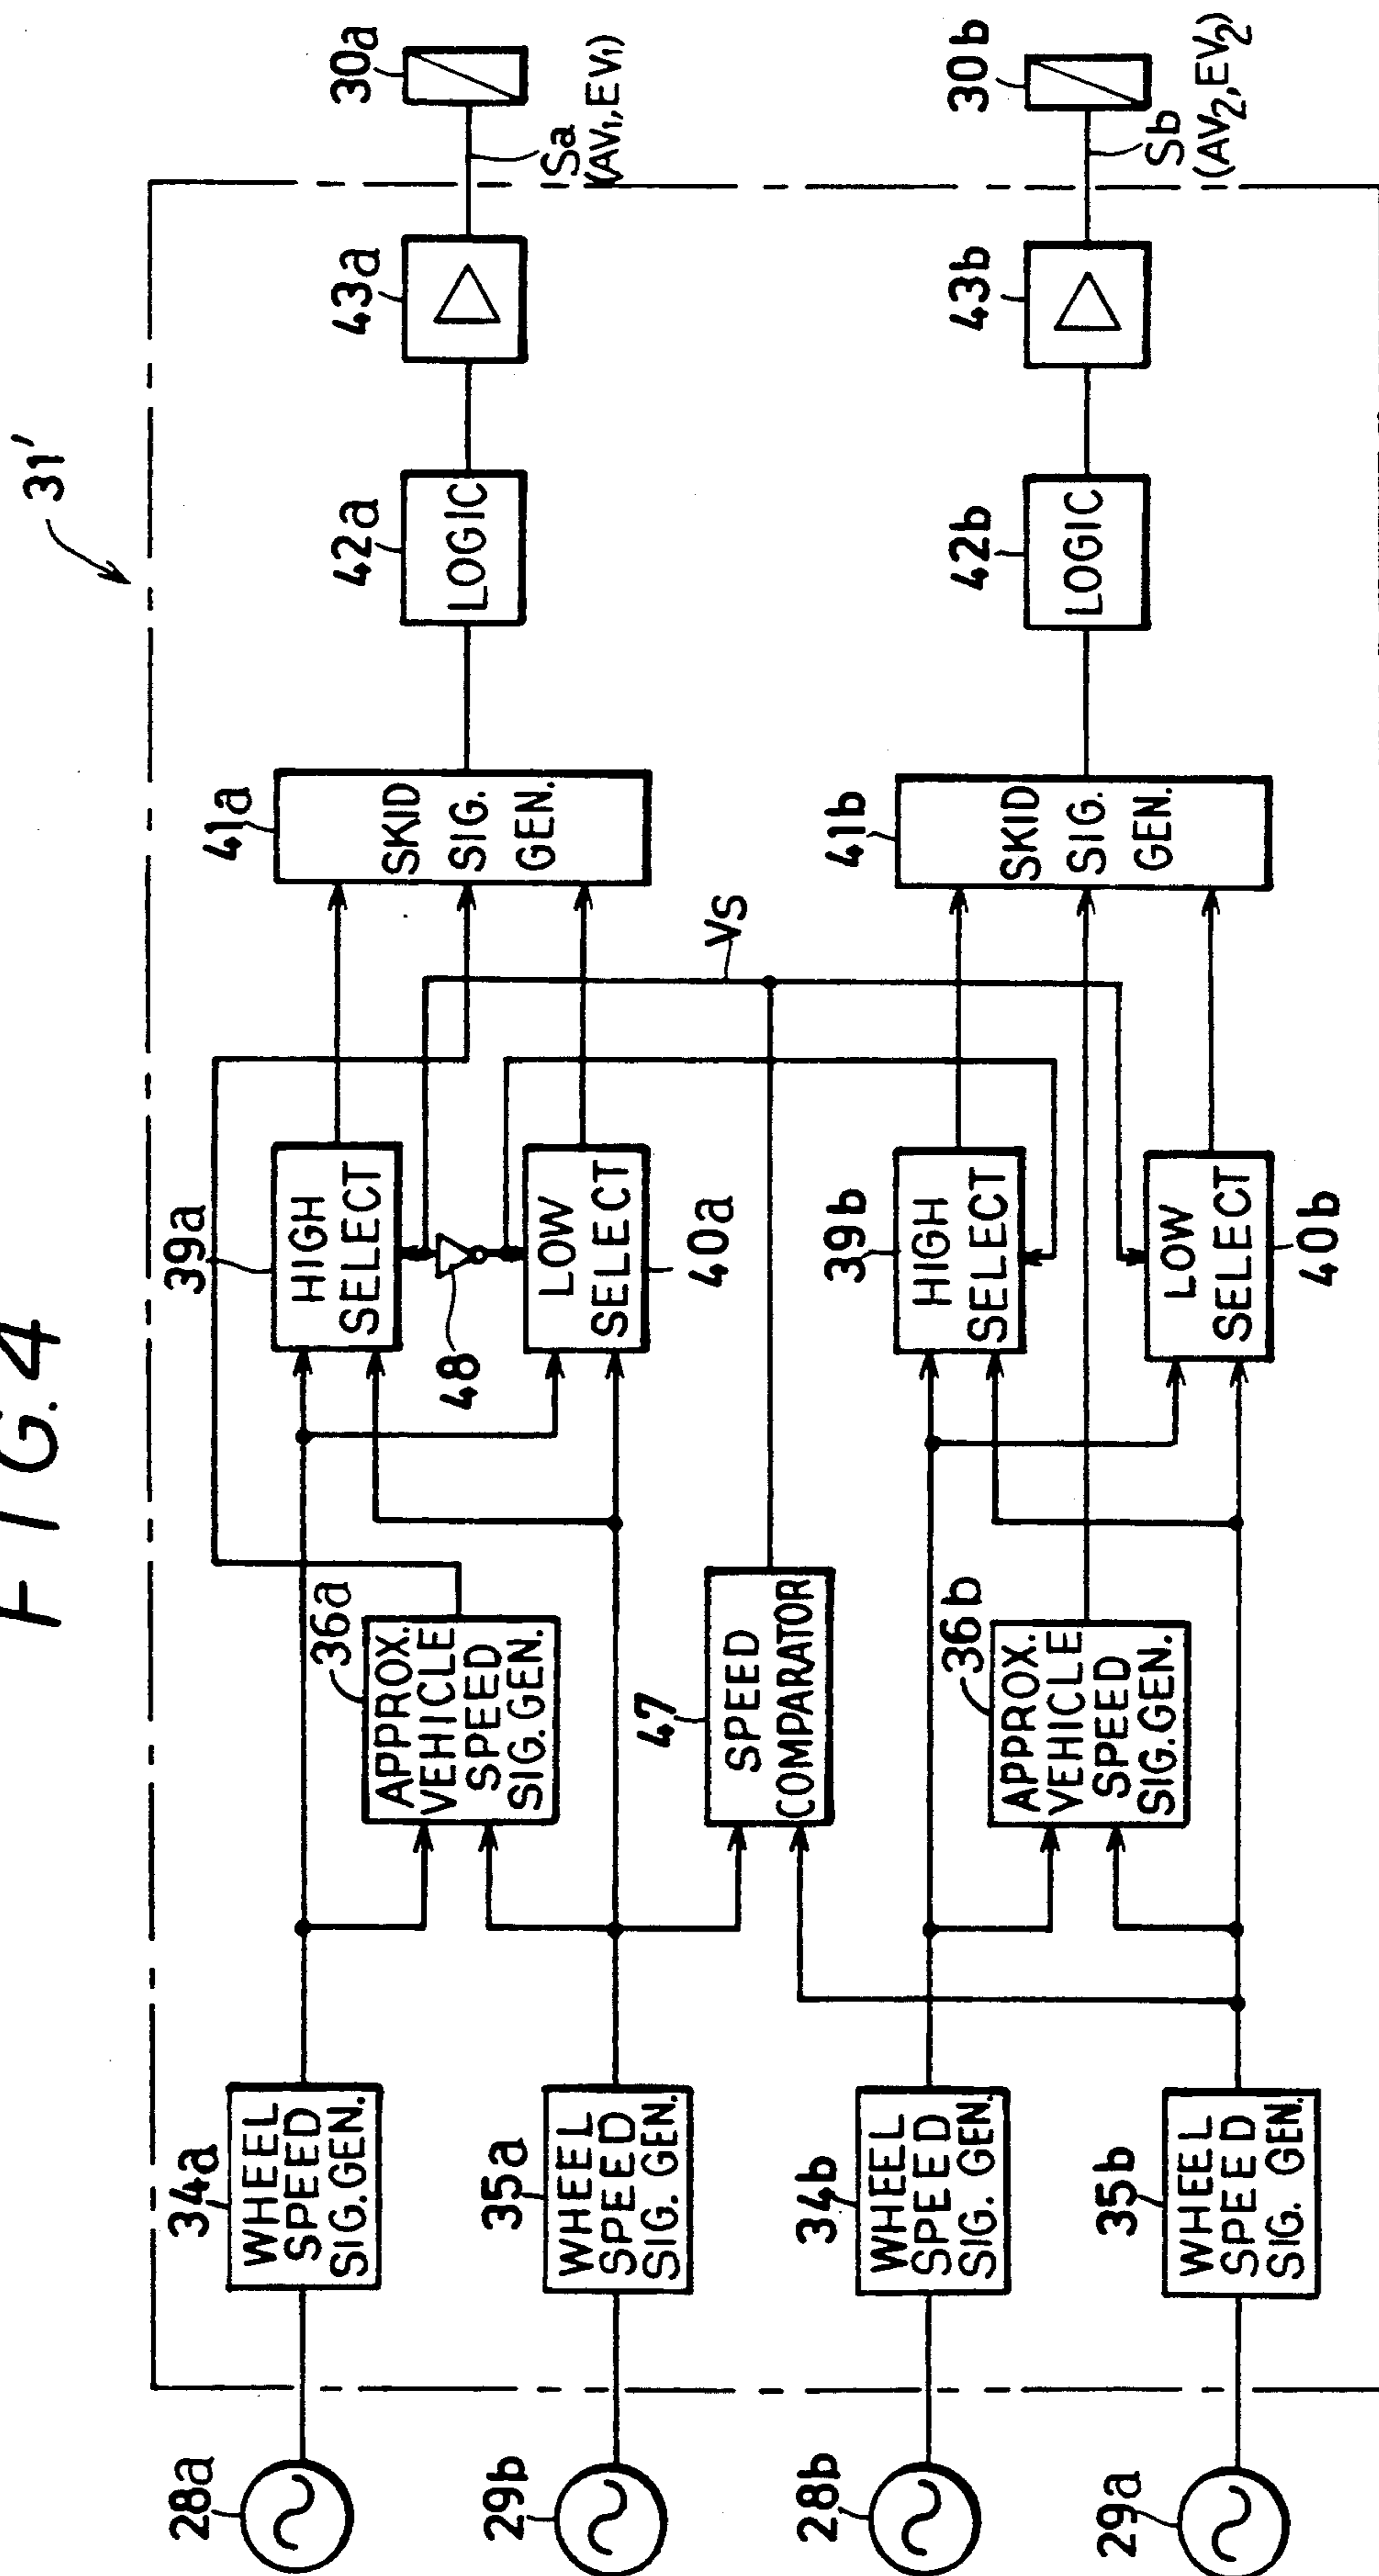 FIG. 4
31'
28a
29b
28b
29a
34a
WHEEL
SPEED
SIG. GEN.
35a
WHEEL
SPEED
SIG. GEN.
34b
WHEEL
SPEED
SIG. GEN.
35b
WHEEL
SPEED
SIG. GEN.
36a
APPROX.
VEHICLE
SPEED
SIG. GEN.
47
SPEED
COMPARATOR
36b
APPROX.
VEHICLE
SPEED
SIG. GEN.
39a
HIGH
SELECT
48
LOW
SELECT
40a
39b
HIGH
SELECT
LOW
SELECT
40b
VS
41a
SKID
SIG.
GEN.
41b
SKID
SIG.
GEN.
42a
LOGIC
42b
LOGIC
43a
43b
Sa
(AV1, EV1)
Sb
(AV2, EV2)
30a
30b